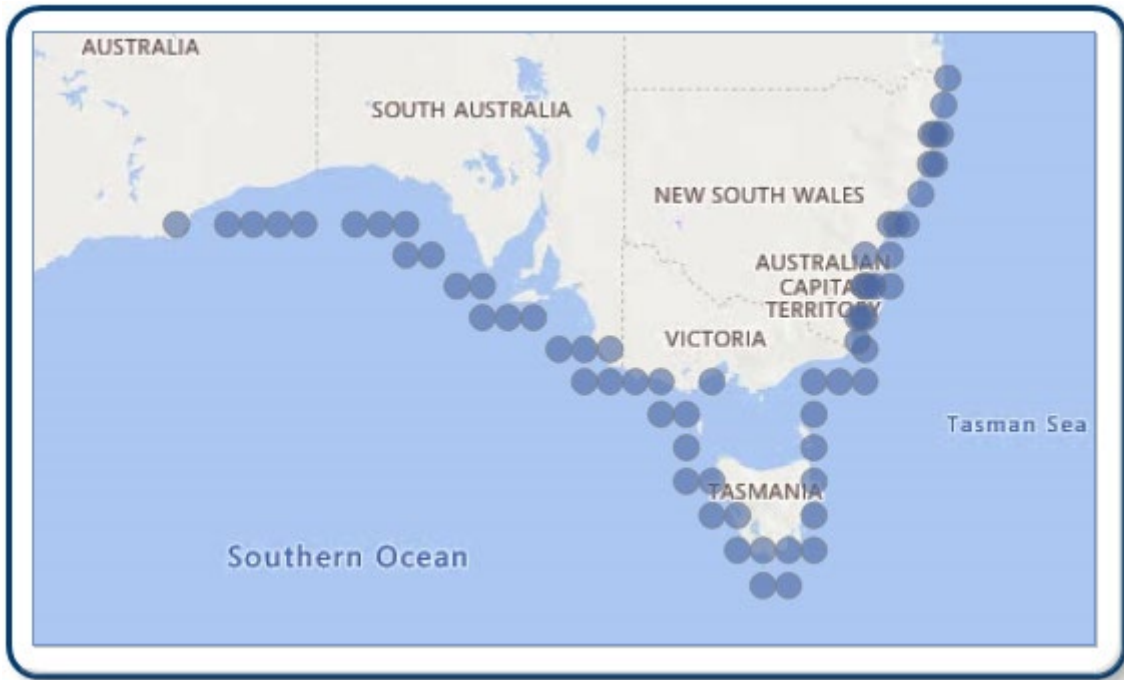 AUSTRALIA
SOUTH AUSTRALIA
NEW SOUTH WALES
AUSTRALIAN
CAPITAL
TERRITORY
VICTORIA
Tasman Sea
TASMANIA
Southern Ocean